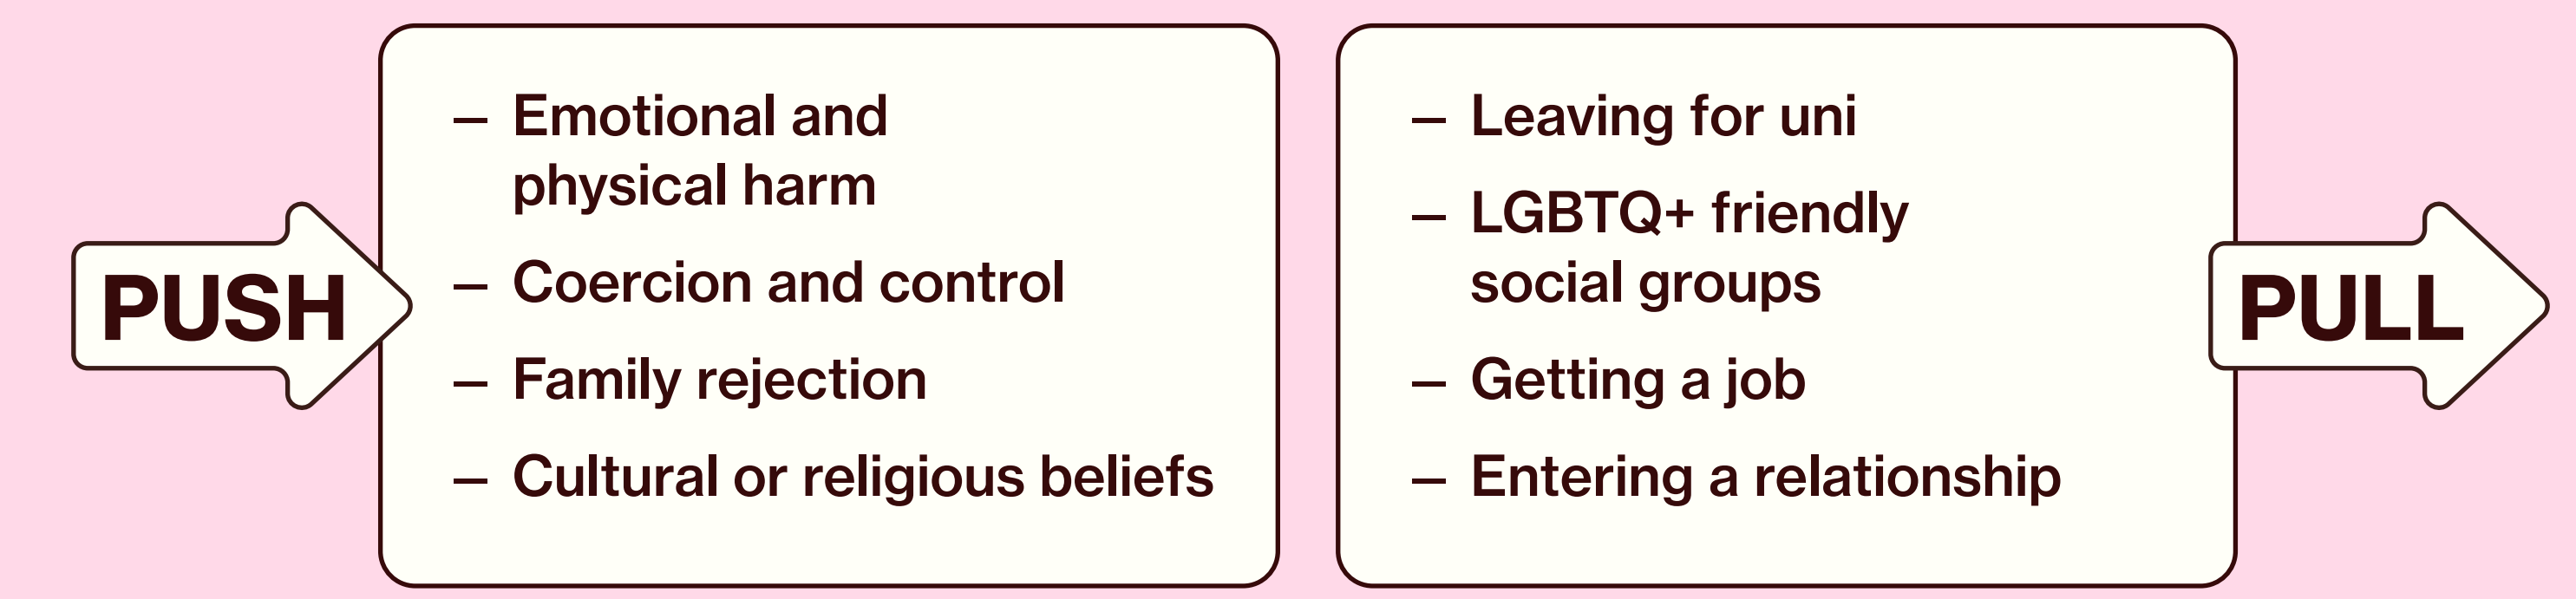 PUSH
– Emotional and
physical harm
– Coercion and control
– Family rejection
– Cultural or religious beliefs
– Leaving for uni
– LGBTQ+ friendly
social groups
– Getting a job
– Entering a relationship
PULL